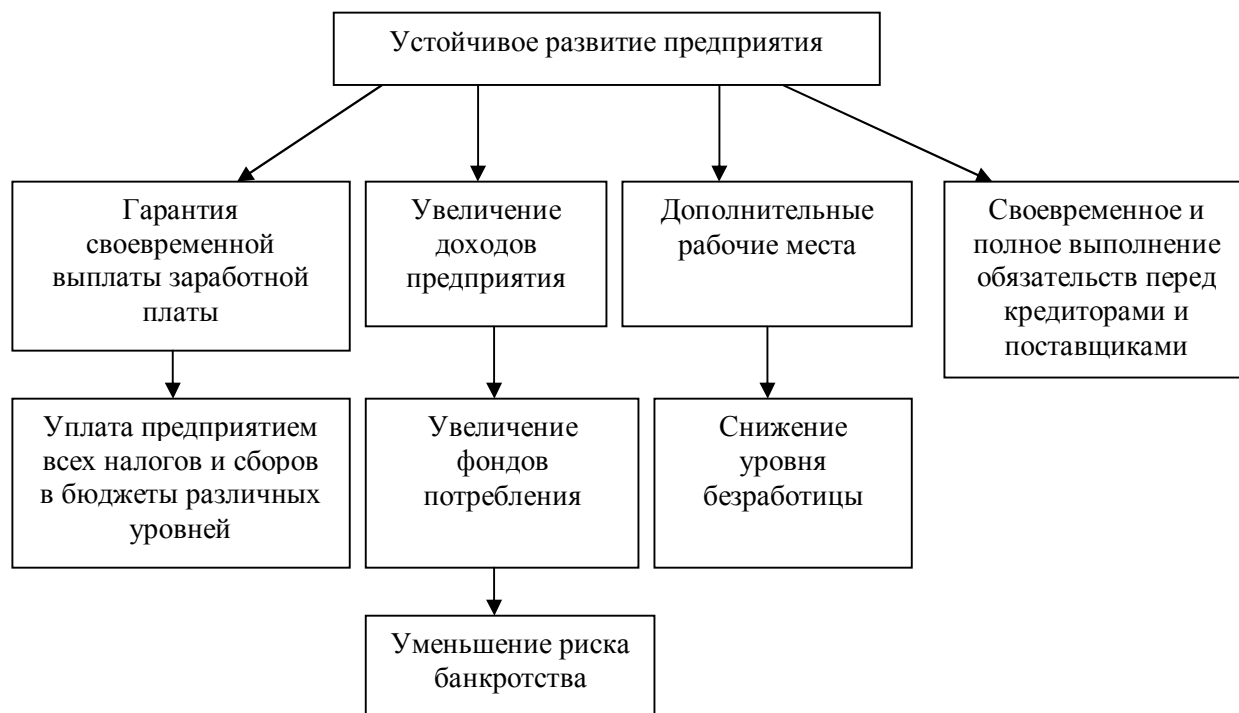 Устойчивое развитие предприятия
Гарантия
своевременной
выплаты заработной
платы
Увеличение
доходов
предприятия
Дополнительные
рабочие места
Своевременное и
полное выполнение
обязательств перед
кредиторами и
поставщиками
Уплата предприятием
всех налогов и сборов
в бюджеты различных
уровней
Увеличение
фондов
потребления
Снижение
уровня
безработицы
Уменьшение риска
банкротства